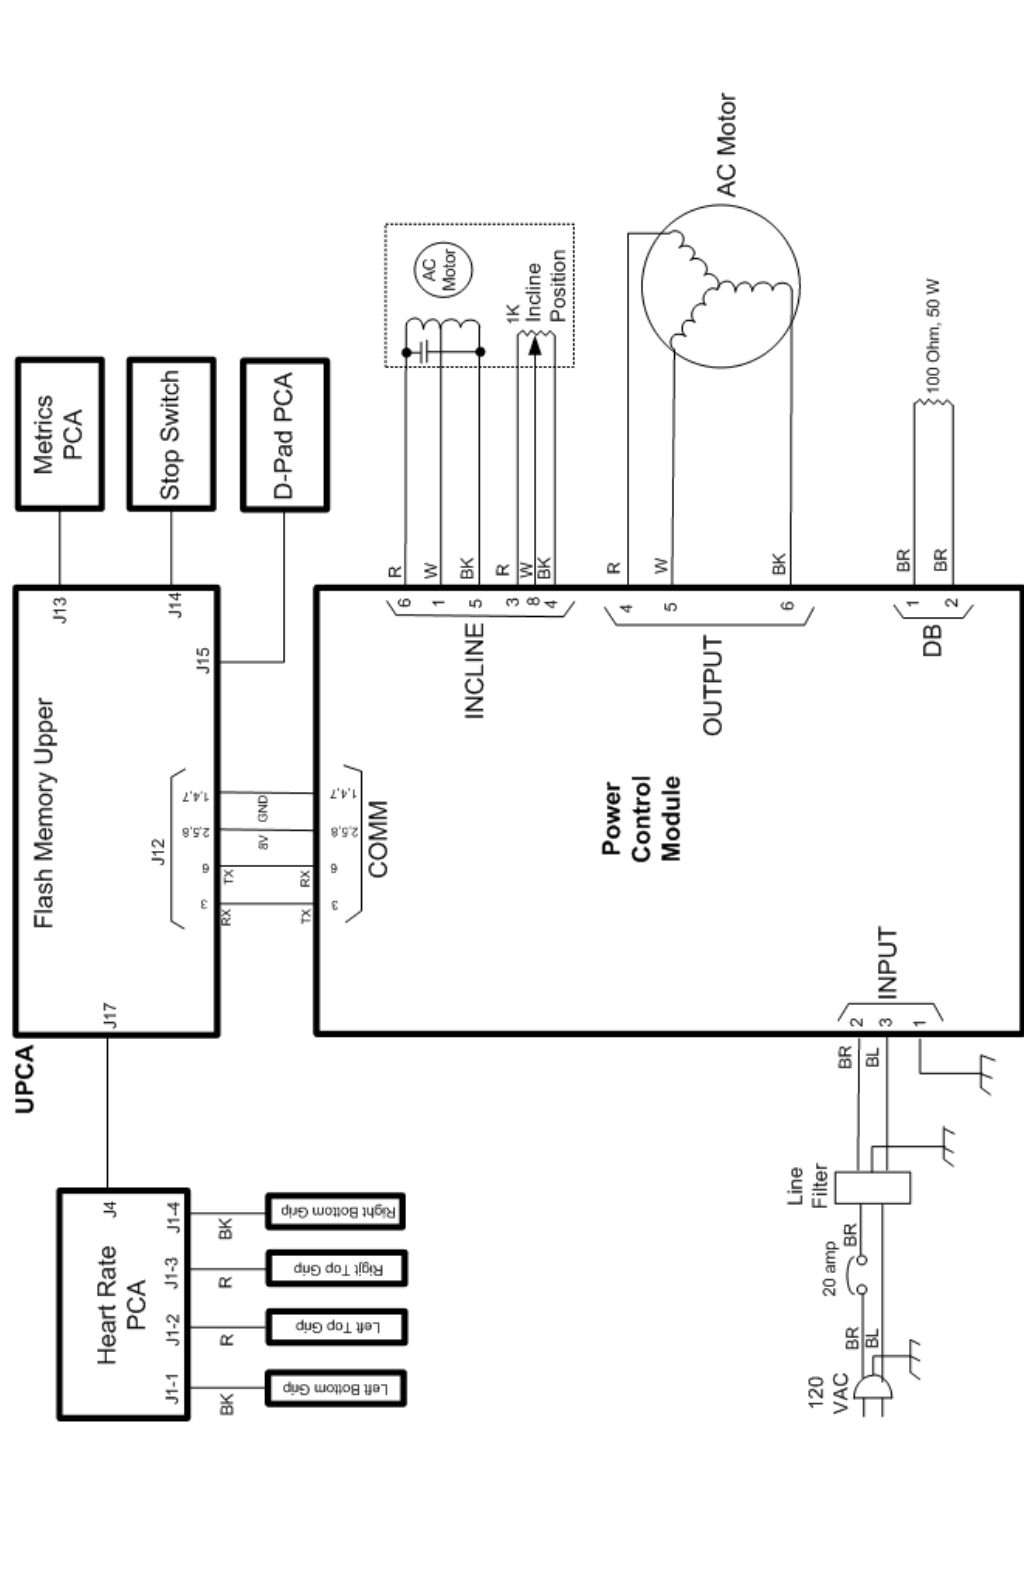 UPCA
Flash Memory Upper
J17
J13
J14
J15
J12
3
6
2,5,8
1,4,7
RX
TX
8V
GND
TX
RX
3
6
2,5,8
1,4,7
COMM
Metrics
PCA
Stop Switch
D-Pad PCA
Heart Rate
PCA
J4
J1-1
J1-2
J1-3
J1-4
BK
R
R
BK
Left Bottom Grip
Left Top Grip
Rigjt Top Grip
Right Bottom Grip
Power
Control
Module
INCLINE
6
1
5
3
8
4
R
W
BK
R
W
BK
AC
Motor
1K
Incline
Position
OUTPUT
4
5
6
R
W
BK
AC Motor
DB
1
2
BR
BR
100 Ohm, 50 W
INPUT
2
3
1
BR
BL
Line
Filter
BR
20 amp
BR
BL
120
VAC